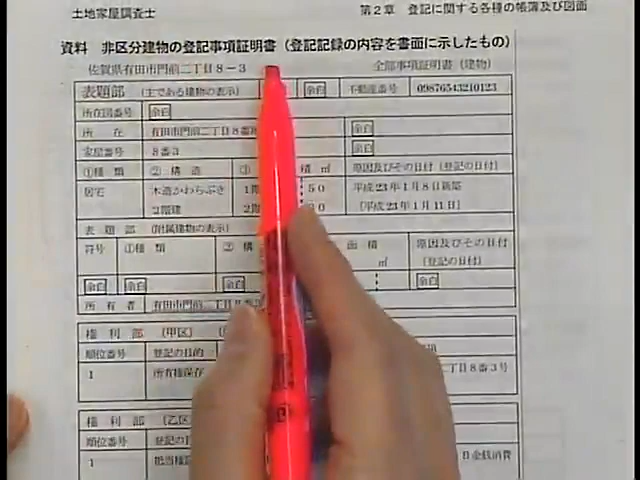 土地家屋調査士
第2章 登記に関する各種の帳簿及び図面
資料 非区分建物の登記事項証明書(登記記録の内容を書面に示したもの)
佐賀県有田市門前二丁目8-3 全部事項証明書(建物)
表題部 (主である建物の表示) 余白 不動産番号 09876543210123
所在図番号 余白
所 在 有田市門前二丁目8番 余白
家屋番号 8番3 余白
①種 類 ②構 造 ③ 積 ㎡ 原因及びその日付(登記の日付)
居宅 木造かわらぶき 1階 50 平成23年1月8日新築
2階建 2階 0 〔平成23年1月11日〕
表 題 部 (附属建物の表示)
符号 ①種 類 ②構 面 積 原因及びその日付
㎡ (登記の日付)
余白 余白 余白 余白
所 有 者 有田市門前二丁目8番3
権 利 部 (甲区)
順位番号 登記の目的
1 所有権保存 目8番3号
権 利 部 (乙区
順位番号 登記の
1 抵当権 日金銭消費